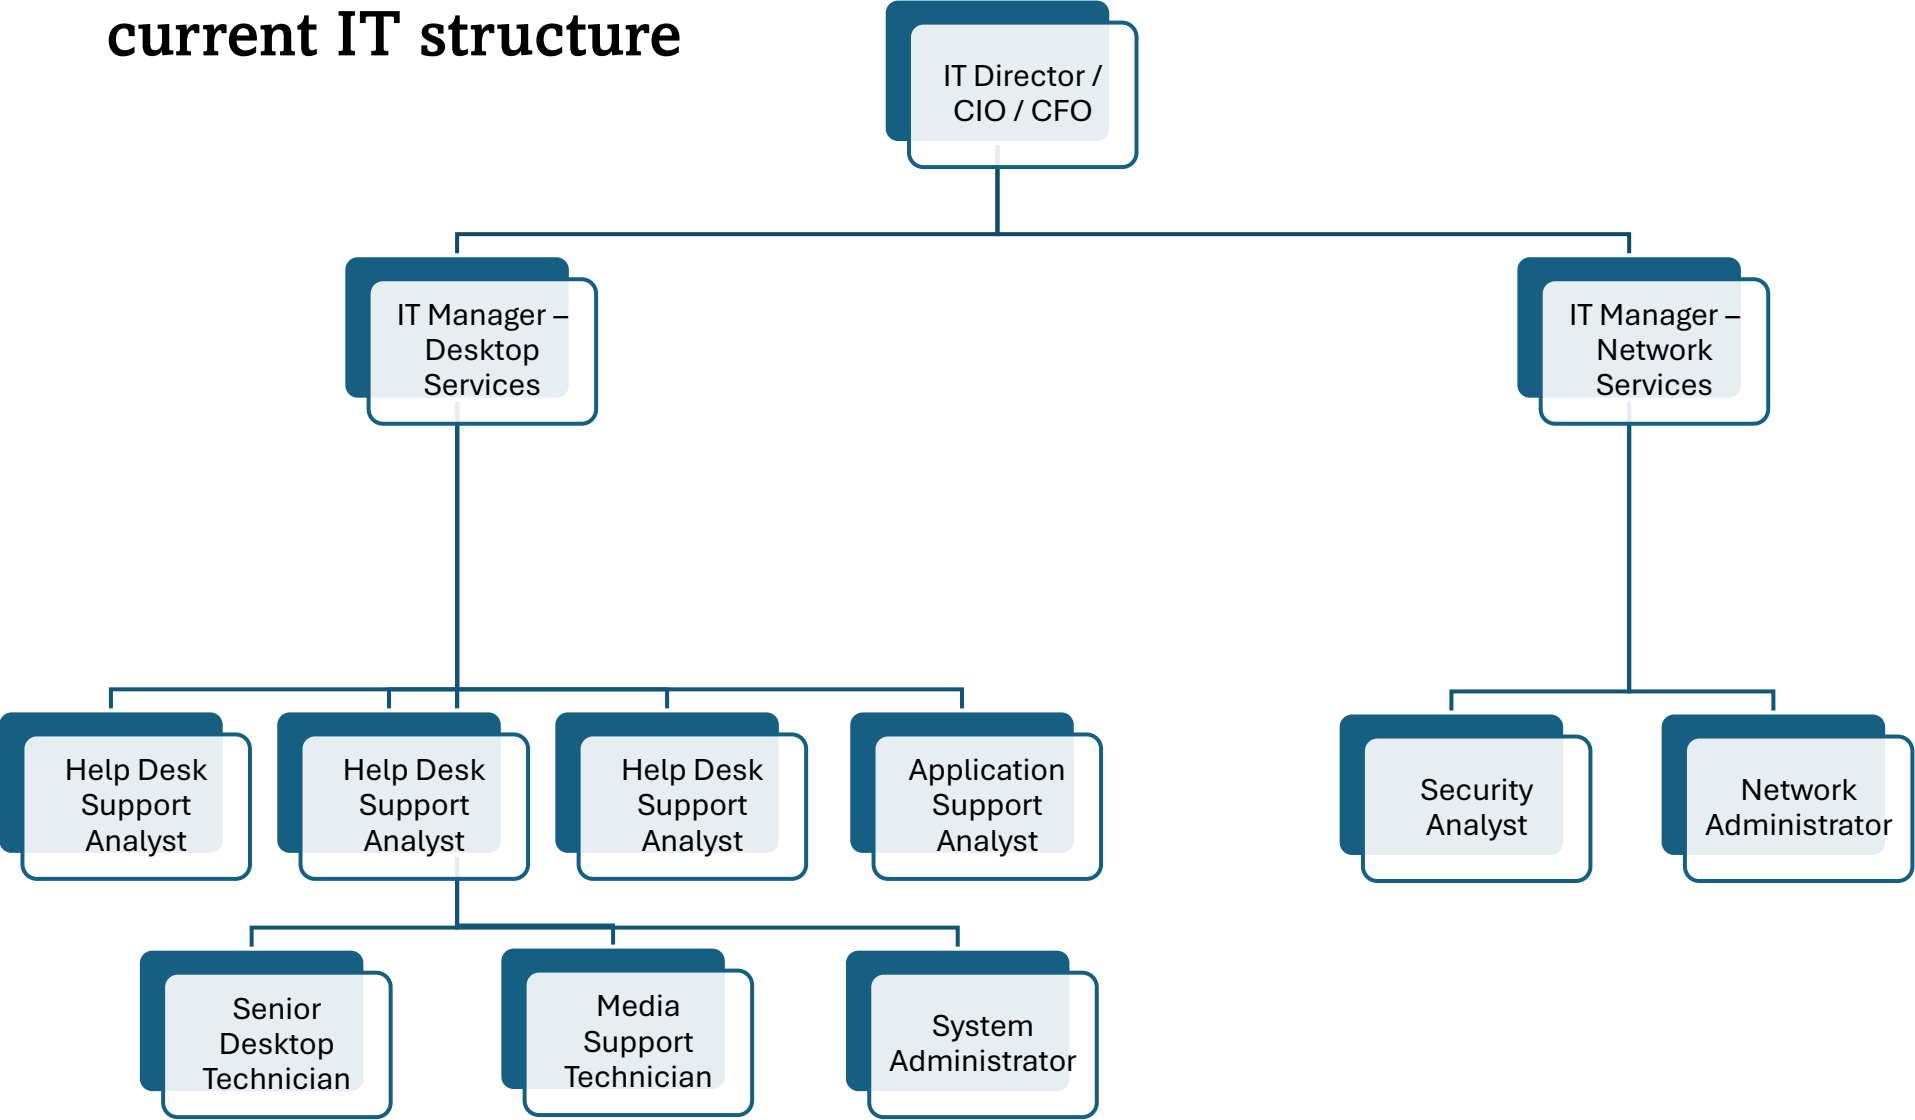 current IT structure
IT Director /
CIO / CFO
IT Manager –
Desktop
Services
IT Manager –
Network
Services
Help Desk
Support
Analyst
Help Desk
Support
Analyst
Help Desk
Support
Analyst
Application
Support
Analyst
Security
Analyst
Network
Administrator
Senior
Desktop
Technician
Media
Support
Technician
System
Administrator